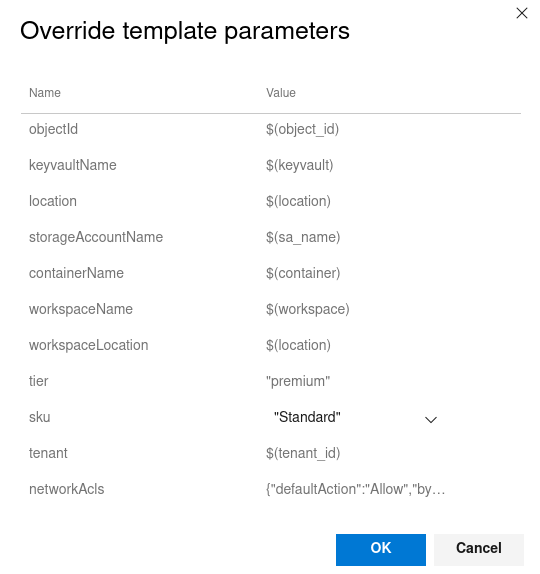 Override template parameters
Name Value
objectId $(object_id)
keyvaultName $(keyvault)
location $(location)
storageAccountName $(sa_name)
containerName $(container)
workspaceName $(workspace)
workspaceLocation $(location)
tier "premium"
sku "Standard"
tenant $(tenant_id)
networkAcls {"defaultAction":"Allow","by…
OK Cancel